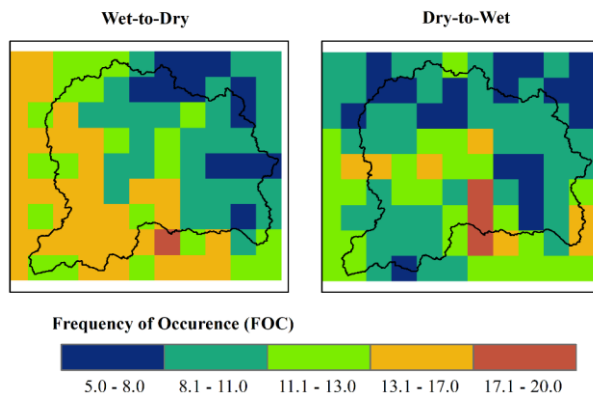 Wet-to-Dry
Dry-to-Wet
Frequency of Occurence (FOC)
5.0 - 8.0 8.1 - 11.0 11.1 - 13.0 13.1 - 17.0 17.1 - 20.0